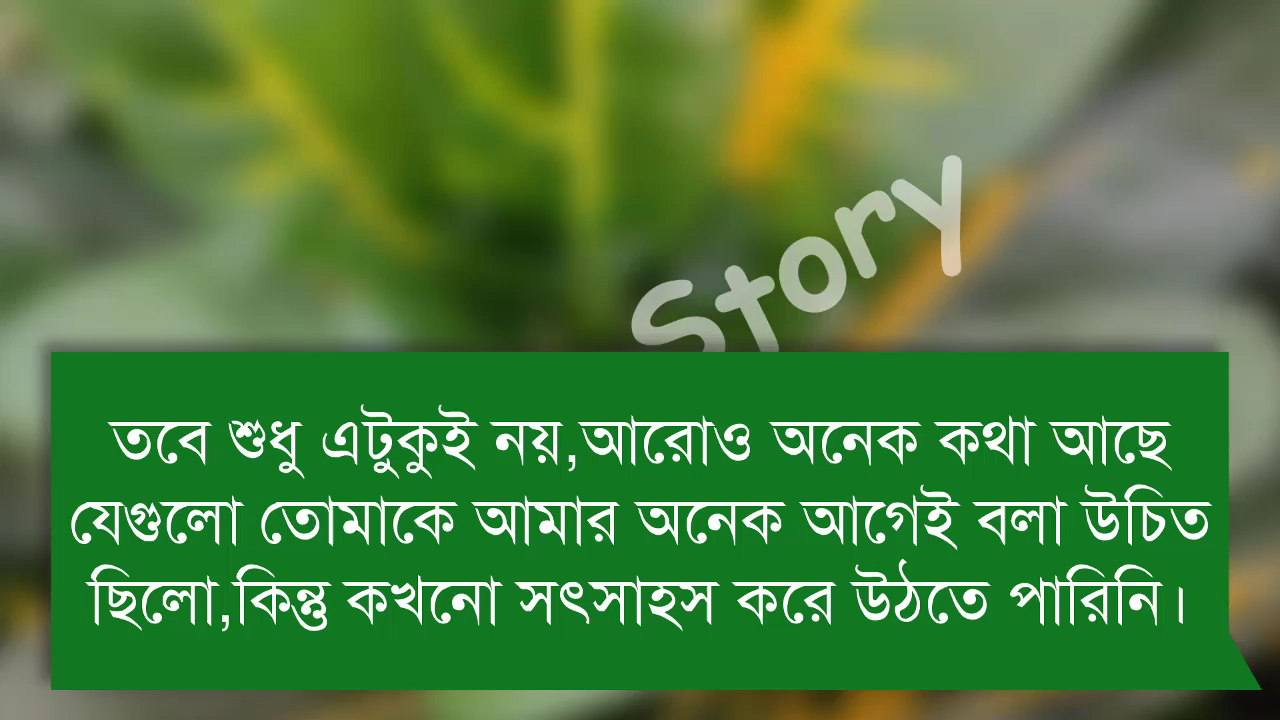 Story
তবে শুধু এটুকুই নয়,আরোও অনেক কথা আছে
যেগুলো তোমাকে আমার অনেক আগেই বলা উচিত
ছিলো,কিন্তু কখনো সৎসাহস করে উঠতে পারিনি।